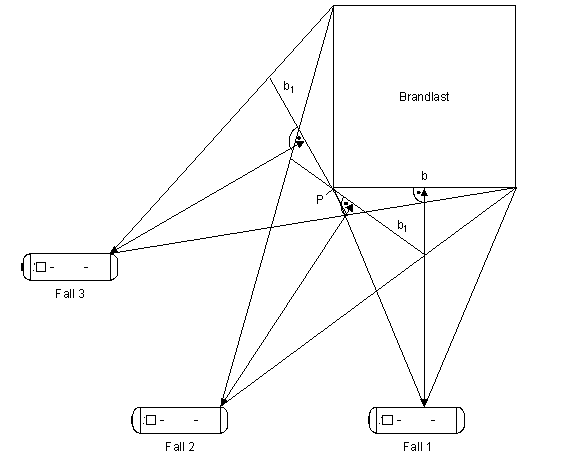 b₁
Brandlast
b
P
b₁
Fall 3
Fall 2
Fall 1